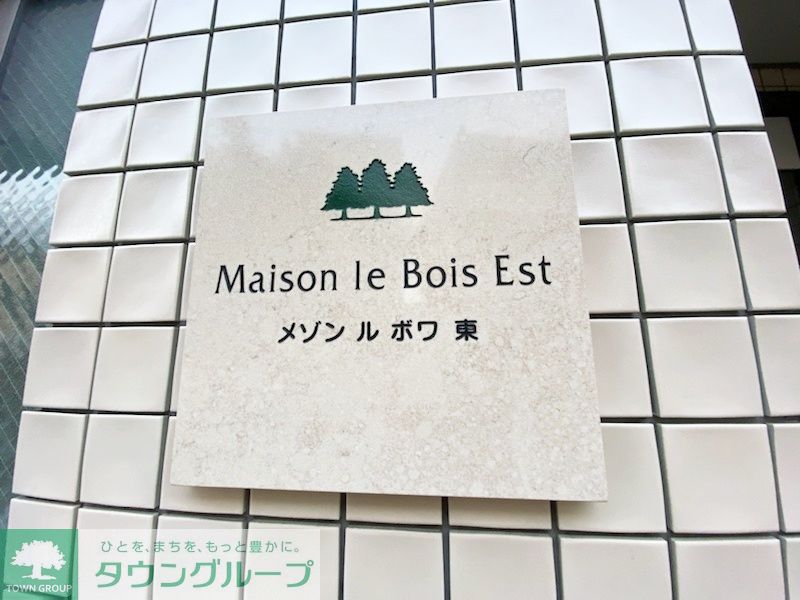 Maison le Bois Est
メゾン ル ボワ 東
ひとを、まちを、もっと豊かに。
タウングループ
TOWN GROUP